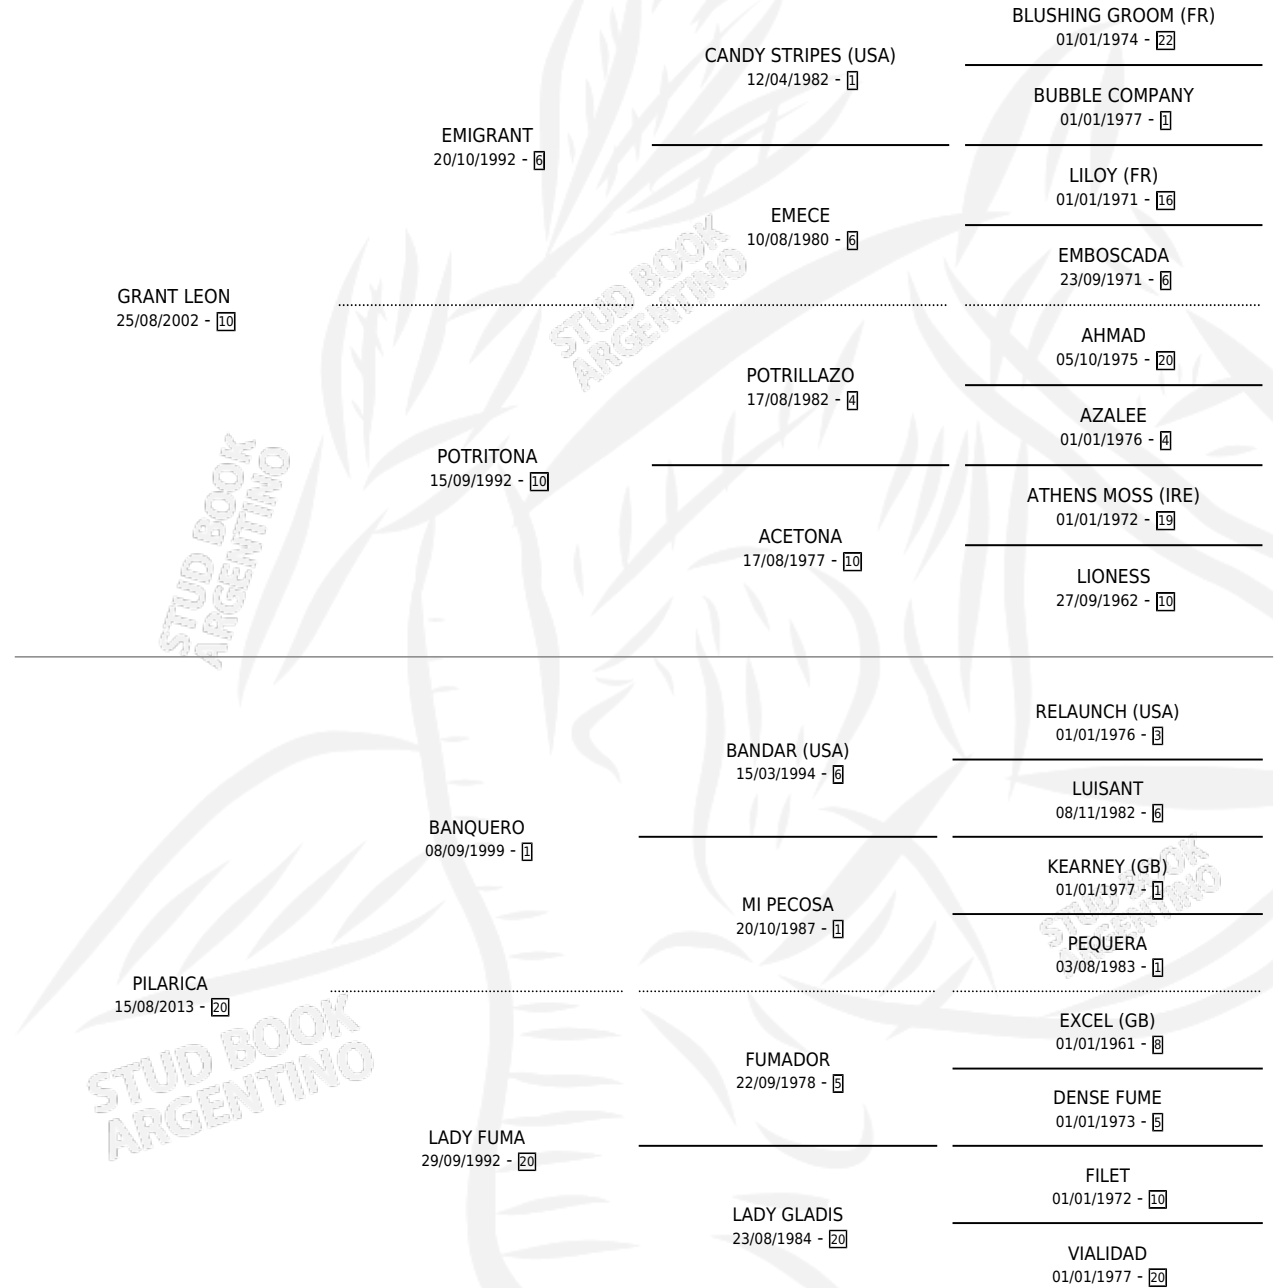 BLUSHING GROOM (FR)
01/01/1974 - 22
CANDY STRIPES (USA)
12/04/1982 - 1
BUBBLE COMPANY
01/01/1977 - 1
EMIGRANT
20/10/1992 - 6
LILOY (FR)
01/01/1971 - 16
EMECE
10/08/1980 - 6
EMBOSCADA
23/09/1971 - 6
GRANT LEON
25/08/2002 - 10
STUD BOOK
ARGENTINO
AHMAD
05/10/1975 - 20
POTRILLAZO
17/08/1982 - 4
AZALEE
01/01/1976 - 4
POTRITONA
15/09/1992 - 10
ATHENS MOSS (IRE)
01/01/1972 - 19
ACETONA
17/08/1977 - 10
LIONESS
27/09/1962 - 10
STUD BOOK
ARGENTINO
RELAUNCH (USA)
01/01/1976 - 3
BANDAR (USA)
15/03/1994 - 6
LUISANT
08/11/1982 - 6
BANQUERO
08/09/1999 - 1
KEARNEY (GB)
01/01/1977 - 1
MI PECOSA
20/10/1987 - 1
STUD BOOK
ARGENTINO
PEQUERA
03/08/1983 - 1
PILARICA
15/08/2013 - 20
EXCEL (GB)
01/01/1961 - 8
FUMADOR
22/09/1978 - 5
DENSE FUME
01/01/1973 - 5
STUD BOOK
ARGENTINO
LADY FUMA
29/09/1992 - 20
FILET
01/01/1972 - 10
LADY GLADIS
23/08/1984 - 20
VIALIDAD
01/01/1977 - 20